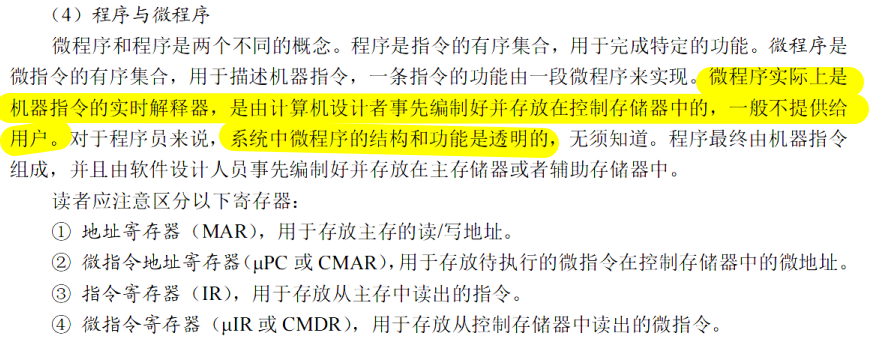 （4）程序与微程序
微程序和程序是两个不同的概念。程序是指令的有序集合，用于完成特定的功能。微程序是
微指令的有序集合，用于描述机器指令，一条指令的功能由一段微程序来实现。微程序实际上是
机器指令的实时解释器，是由计算机设计者事先编制好并存放在控制存储器中的，一般不提供给
用户。对于程序员来说，系统中微程序的结构和功能是透明的，无须知道。程序最终由机器指令
组成，并且由软件设计人员事先编制好并存放在主存储器或者辅助存储器中。
读者应注意区分以下寄存器：
① 地址寄存器（MAR），用于存放主存的读/写地址。
② 微指令地址寄存器（μPC 或 CMAR），用于存放待执行的微指令在控制存储器中的微地址。
③ 指令寄存器（IR），用于存放从主存中读出的指令。
④ 微指令寄存器（μIR 或 CMDR），用于存放从控制存储器中读出的微指令。